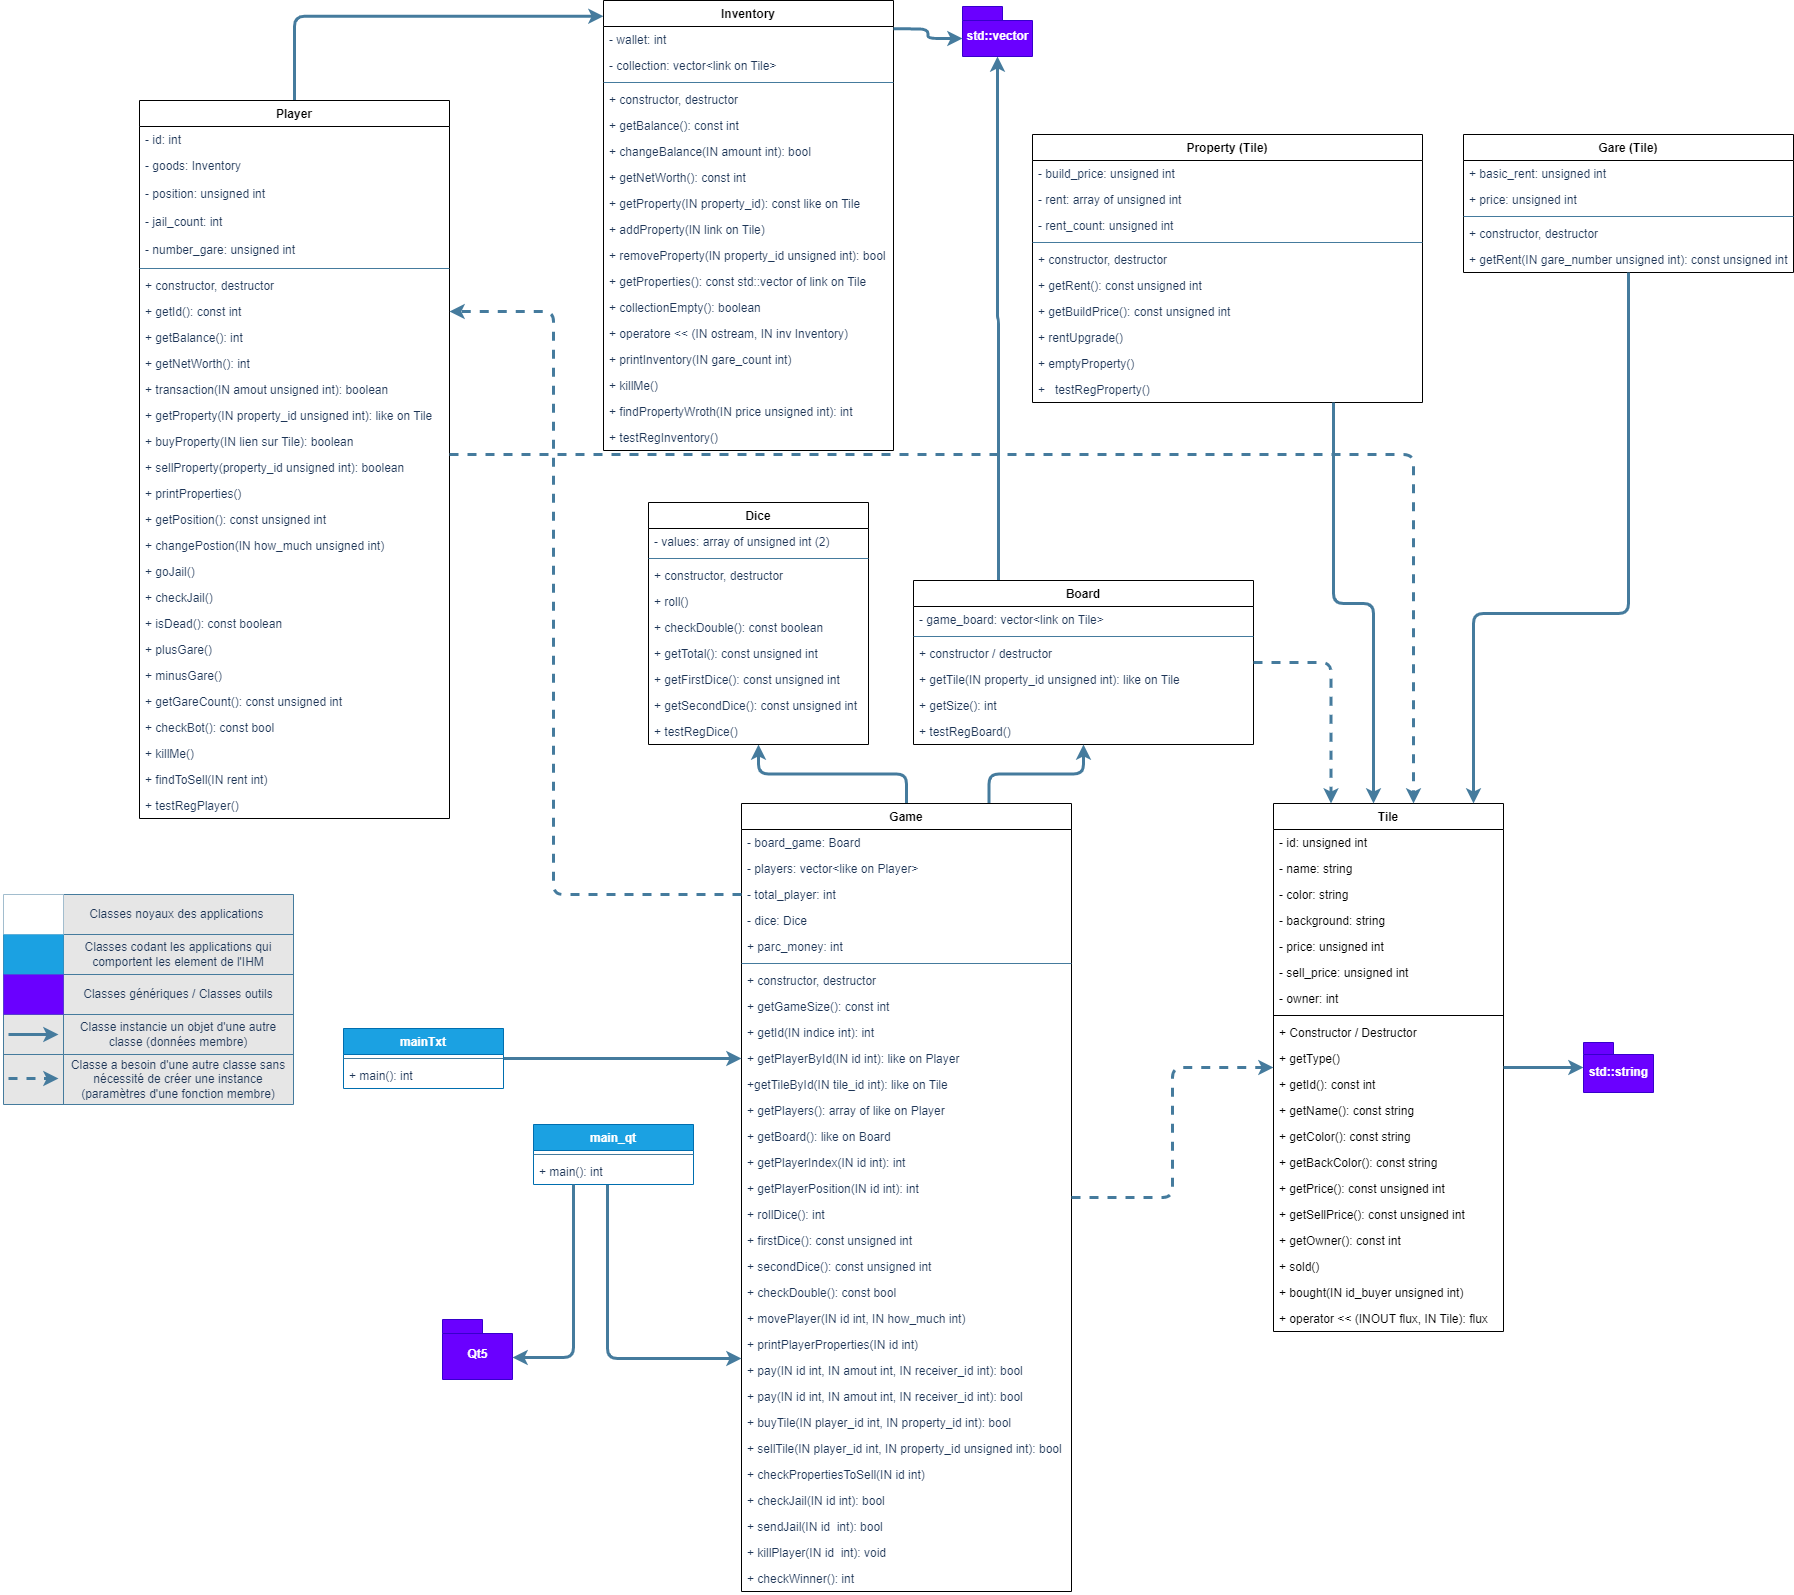 Inventory
- wallet: int
- collection: vector<link on Tile>
+ constructor, destructor
+ getBalance(): const int
+ changeBalance(IN amount int): bool
+ getNetWorth(): const int
+ getProperty(IN property_id): const like on Tile
+ addProperty(IN link on Tile)
+ removeProperty(IN property_id unsigned int): bool
+ getProperties(): const std::vector of link on Tile
+ collectionEmpty(): boolean
+ operatore << (IN ostream, IN inv Inventory)
+ printInventory(IN gare_count int)
+ killMe()
+ findPropertyWroth(IN price unsigned int): int
+ testRegInventory()
std::vector
Player
- id: int
- goods: Inventory
- position: unsigned int
- jail_count: int
- number_gare: unsigned int
+ constructor, destructor
+ getId(): const int
+ getBalance(): int
+ getNetWorth(): int
+ transaction(IN amout unsigned int): boolean
+ getProperty(IN property_id unsigned int): like on Tile
+ buyProperty(IN lien sur Tile): boolean
+ sellProperty(property_id unsigned int): boolean
+ printProperties()
+ getPosition(): const unsigned int
+ changePostion(IN how_much unsigned int)
+ goJail()
+ checkJail()
+ isDead(): const boolean
+ plusGare()
+ minusGare()
+ getGareCount(): const unsigned int
+ checkBot(): const bool
+ killMe()
+ findToSell(IN rent int)
+ testRegPlayer()
Property (Tile)
- build_price: unsigned int
- rent: array of unsigned int
- rent_count: unsigned int
+ constructor, destructor
+ getRent(): const unsigned int
+ getBuildPrice(): const unsigned int
+ rentUpgrade()
+ emptyProperty()
+ testRegProperty()
Gare (Tile)
+ basic_rent: unsigned int
+ price: unsigned int
+ constructor, destructor
+ getRent(IN gare_number unsigned int): const unsigned int
Dice
- values: array of unsigned int (2)
+ constructor, destructor
+ roll()
+ checkDouble(): const boolean
+ getTotal(): const unsigned int
+ getFirstDice(): const unsigned int
+ getSecondDice(): const unsigned int
+ testRegDice()
Board
- game_board: vector<link on Tile>
+ constructor / destructor
+ getTile(IN property_id unsigned int): like on Tile
+ getSize(): int
+ testRegBoard()
Game
- board_game: Board
- players: vector<like on Player>
- total_player: int
- dice: Dice
+ parc_money: int
+ constructor, destructor
+ getGameSize(): const int
+ getId(IN indice int): int
+ getPlayerById(IN id int): like on Player
+getTileById(IN tile_id int): like on Tile
+ getPlayers(): array of like on Player
+ getBoard(): like on Board
+ getPlayerIndex(IN id int): int
+ getPlayerPosition(IN id int): int
+ rollDice(): int
+ firstDice(): const unsigned int
+ secondDice(): const unsigned int
+ checkDouble(): const bool
+ movePlayer(IN id int, IN how_much int)
+ printPlayerProperties(IN id int)
+ pay(IN id int, IN amout int, IN receiver_id int): bool
+ pay(IN id int, IN amout int, IN receiver_id int): bool
+ buyTile(IN player_id int, IN property_id int): bool
+ sellTile(IN player_id int, IN property_id unsigned int): bool
+ checkPropertiesToSell(IN id int)
+ checkJail(IN id int): bool
+ sendJail(IN id int): bool
+ killPlayer(IN id int): void
+ checkWinner(): int
Tile
- id: unsigned int
- name: string
- color: string
- background: string
- price: unsigned int
- sell_price: unsigned int
- owner: int
+ Constructor / Destructor
+ getType()
+ getId(): const int
+ getName(): const string
+ getColor(): const string
+ getBackColor(): const string
+ getPrice(): const unsigned int
+ getSellPrice(): const unsigned int
+ getOwner(): const int
+ sold()
+ bought(IN id_buyer unsigned int)
+ operator << (INOUT flux, IN Tile): flux
std::string
Classes noyaux des applications
Classes codant les applications qui
comportent les element de l'IHM
Classes génériques / Classes outils
Classe instancie un objet d'une autre
classe (données membre)
Classe a besoin d'une autre classe sans
nécessité de créer une instance
(paramètres d'une fonction membre)
mainTxt
+ main(): int
main_qt
+ main(): int
Qt5